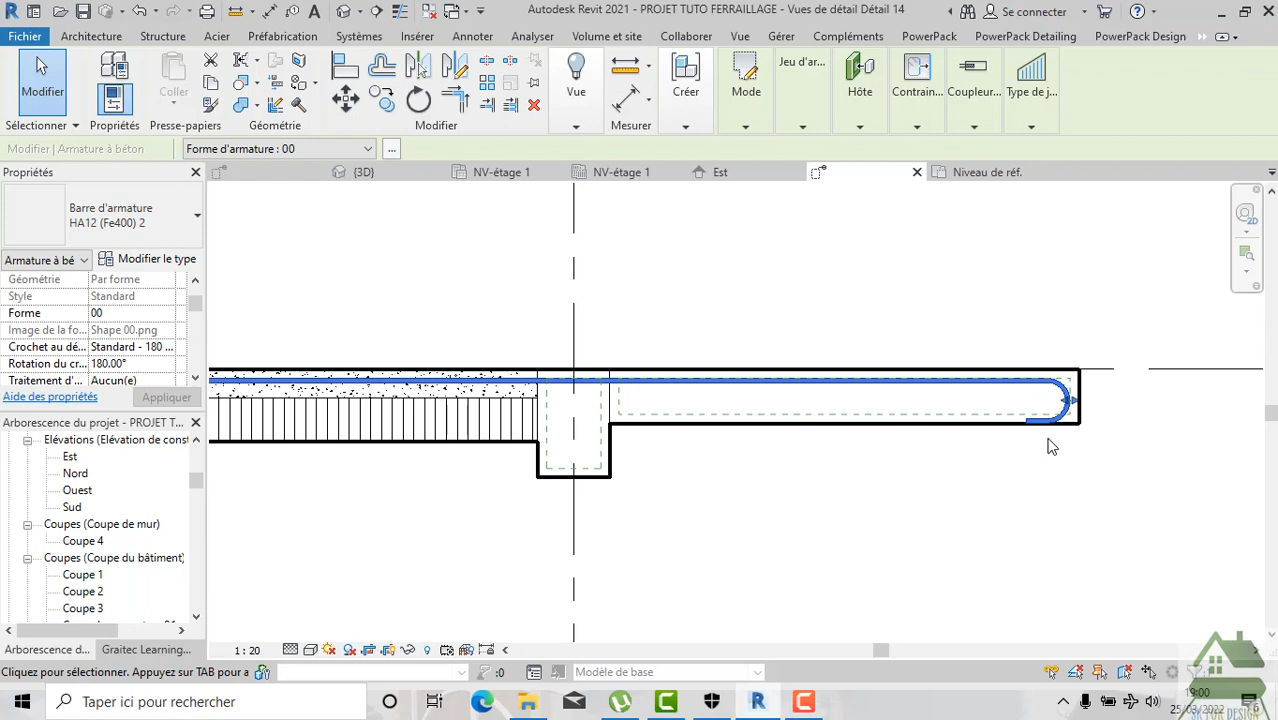 Autodesk Revit 2021 - PROJET TUTO FERRAILLAGE - Vues de détail Détail 14
Se connecter
Fichier Architecture Structure Acier Préfabrication Systèmes Insérer Annoter Analyser Volume et site Collaborer Vue Gérer Compléments PowerPack PowerPack Detailing PowerPack Design
Modifier
Propriétés
Coller
Vue
Mesurer
Créer
Mode
Jeu d'ar...
Hôte
Contrain...
Coupleur...
Type de j...
Sélectionner Propriétés Presse-papiers Géométrie Modifier Mesurer
Modifier | Armature à béton
Forme d'armature : 00
...
Propriétés
{3D} NV-étage 1 NV-étage 1 Est Niveau de réf.
Barre d'armature
HA12 (Fe400) 2
Armature à bé Modifier le type
Géométrie Par forme
Style Standard
Forme 00
Image de la fo... Shape 00.png
Crochet au dé... Standard - 180 ...
Rotation du cr... 180.00°
Traitement d'... Aucun(e)
Aide des propriétés Appliquer
Arborescence du projet - PROJET T...
Elévations (Elévation de const
Est
Nord
Ouest
Sud
Coupes (Coupe de mur)
Coupe 4
Coupes (Coupe du bâtiment)
Coupe 1
Coupe 2
Coupe 3
Arborescence d... Graitec Learning...
1 : 20
2D
Cliquez pour sélectionner. Appuyez sur TAB pour a
:0
Modèle de base
Taper ici pour rechercher
19:00
25/03/2022